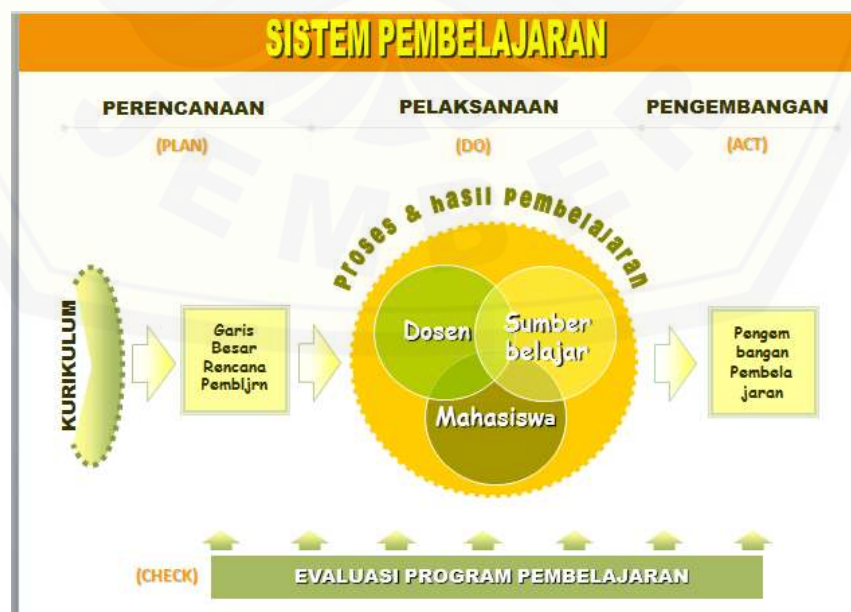 SISTEM PEMBELAJARAN
PERENCANAAN
PELAKSANAAN
PENGEMBANGAN
(PLAN)
(DO)
(ACT)
JEMBER
Proses & hasil pembelajaran
KURIKULUM
Garis
Besar
Rencana
Pembljrn
Dosen
Sumber
belajar
Mahasiswa
Pengem
bangan
Pembela
jaran
(CHECK)
EVALUASI PROGRAM PEMBELAJARAN